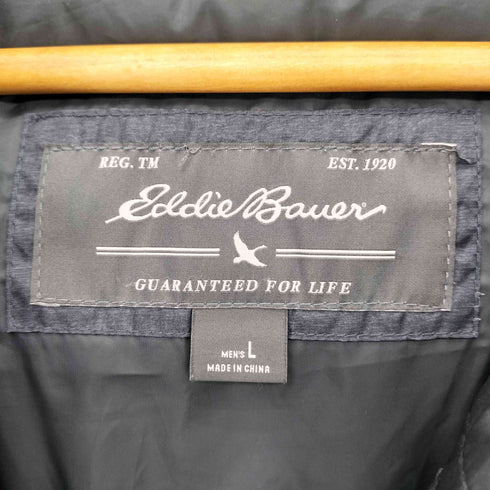 REG. TM EST. 1920
Eddie Bauer
GUARANTEED FOR LIFE
MEN'S L
MADE IN CHINA